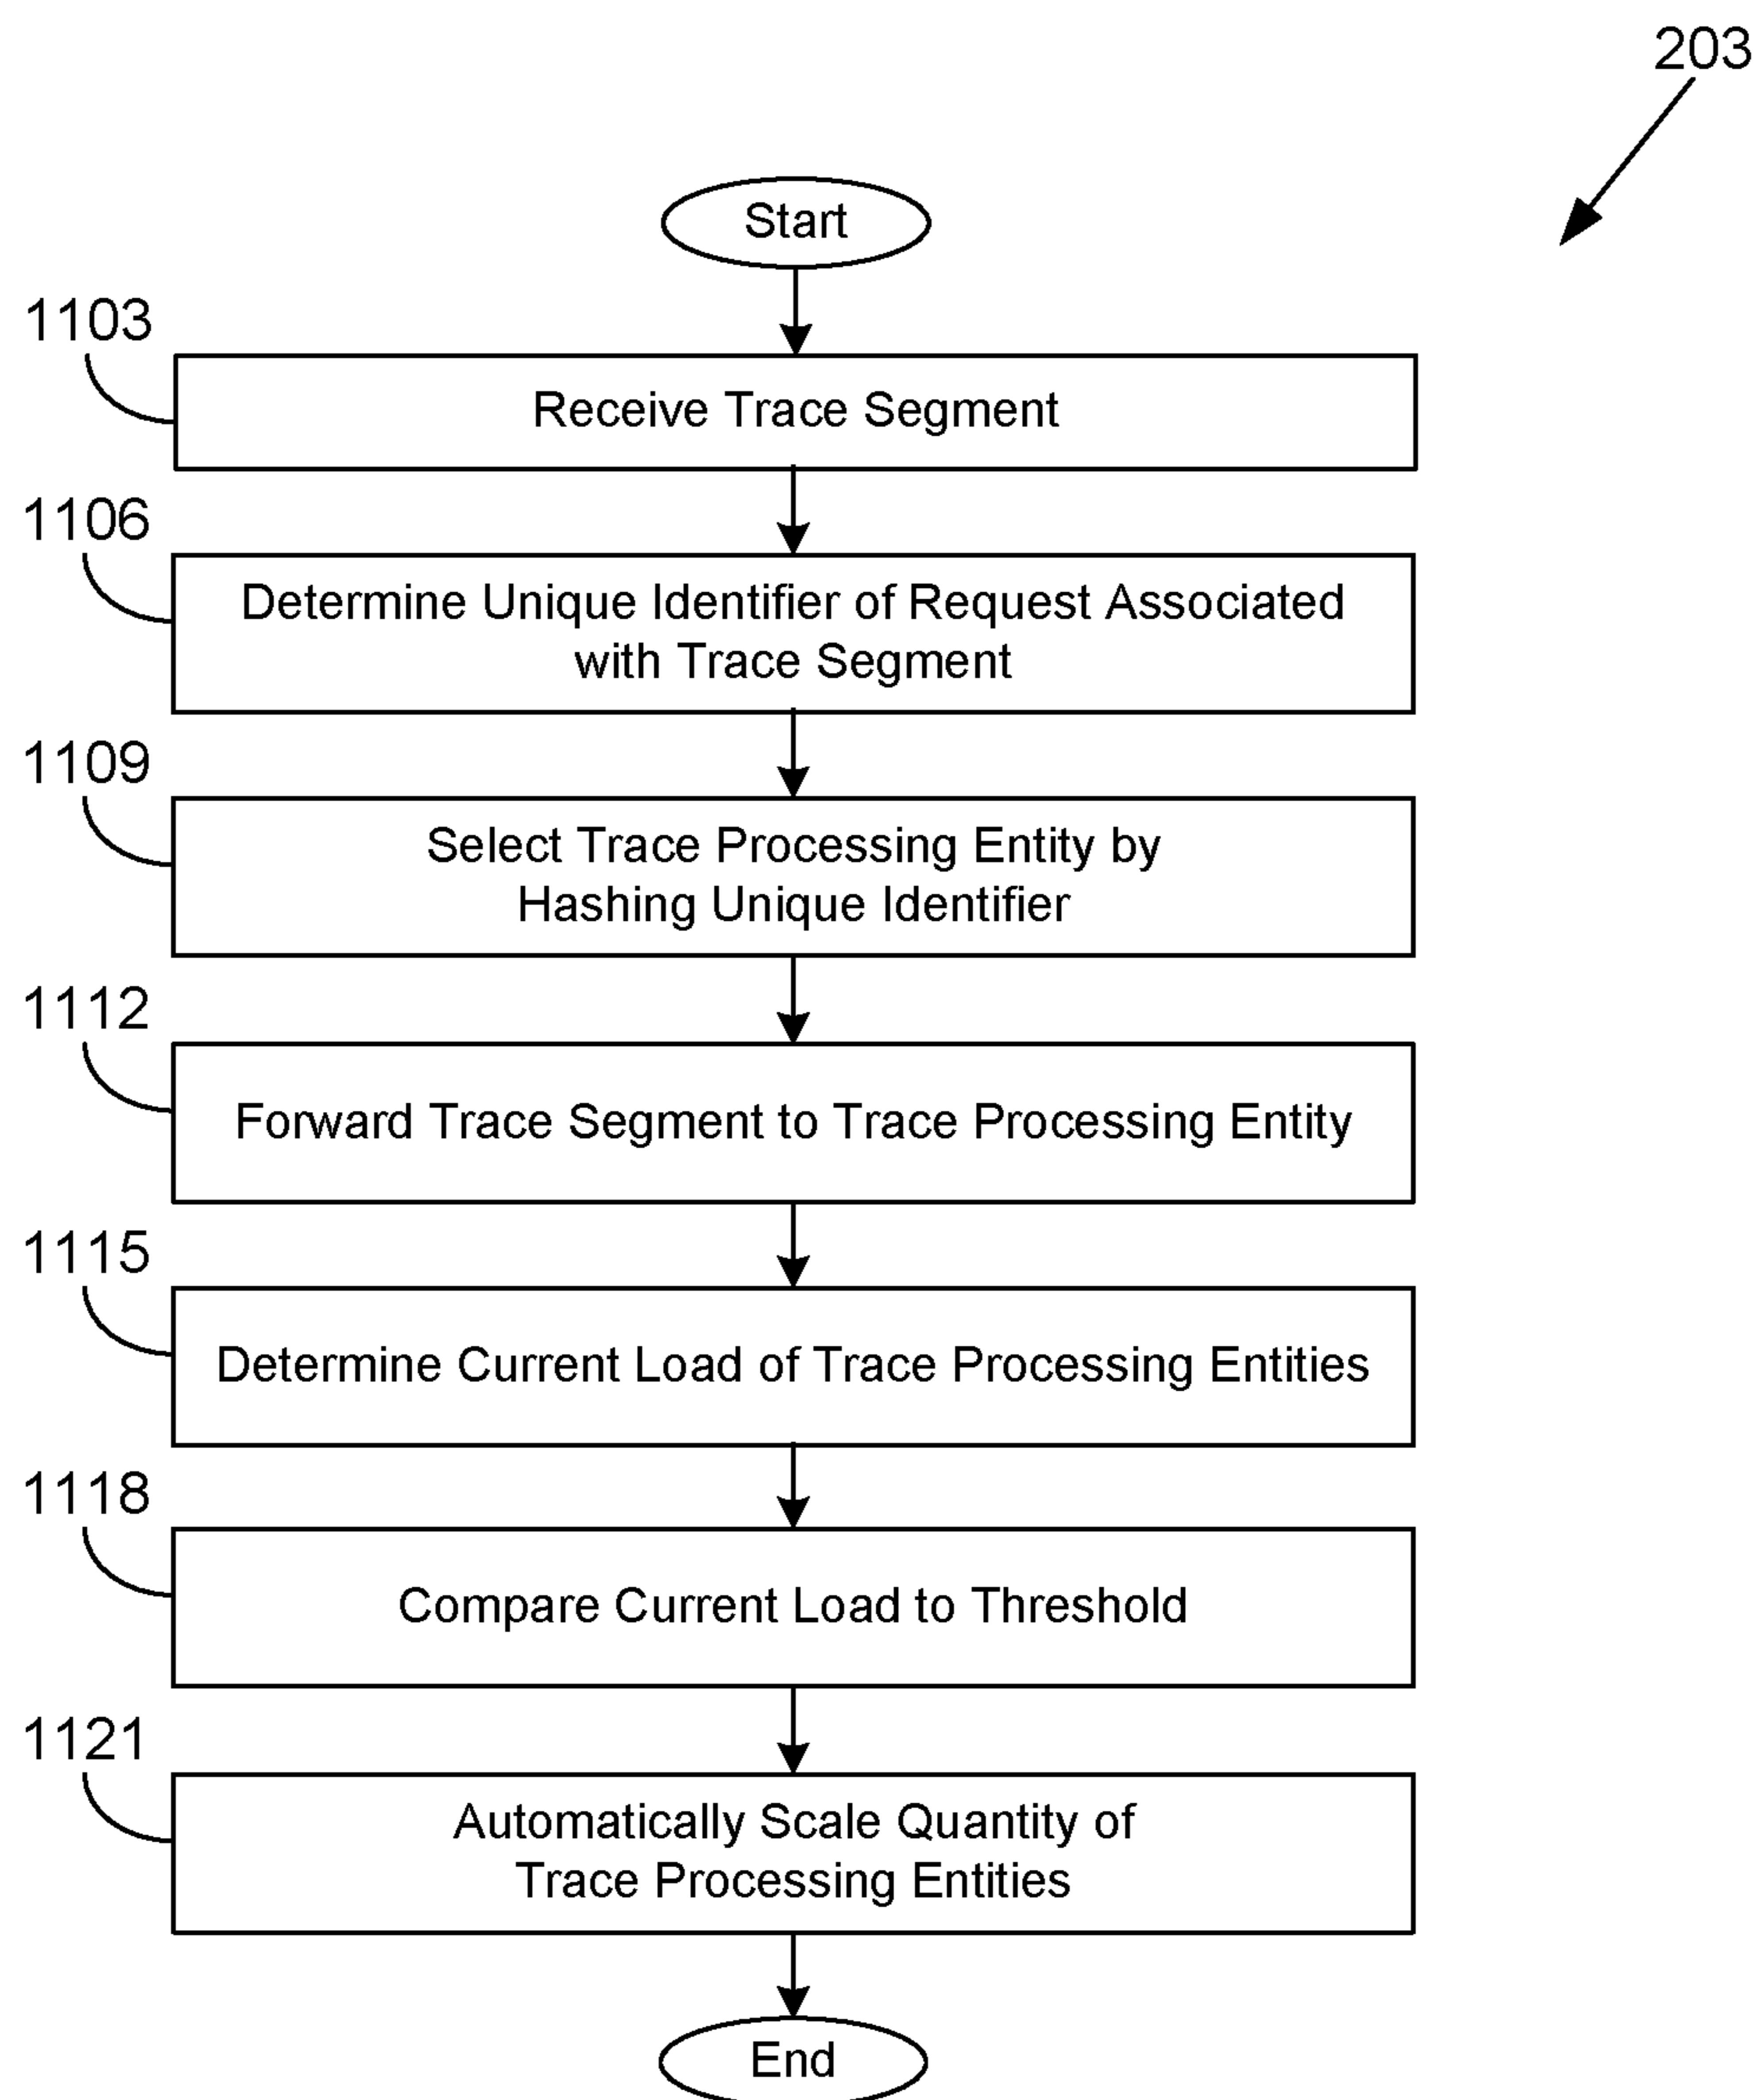 203
Start
1103
Receive Trace Segment
1106
Determine Unique Identifier of Request Associated
with Trace Segment
1109
Select Trace Processing Entity by
Hashing Unique Identifier
1112
Forward Trace Segment to Trace Processing Entity
1115
Determine Current Load of Trace Processing Entities
1118
Compare Current Load to Threshold
1121
Automatically Scale Quantity of
Trace Processing Entities
End